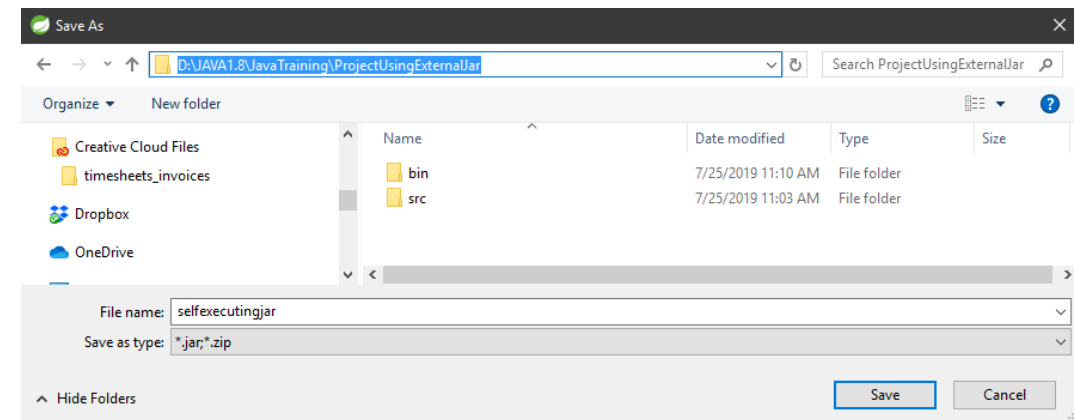 Save As
D:\JAVA1.8\JavaTraining\ProjectUsingExternalJar
Search ProjectUsingExternalJar
Organize New folder
Name Date modified Type Size
Creative Cloud Files
timesheets_invoices
Dropbox
OneDrive
bin 7/25/2019 11:10 AM File folder
src 7/25/2019 11:03 AM File folder
File name: selfexecutingjar
Save as type: *.jar;*.zip
Hide Folders Save Cancel